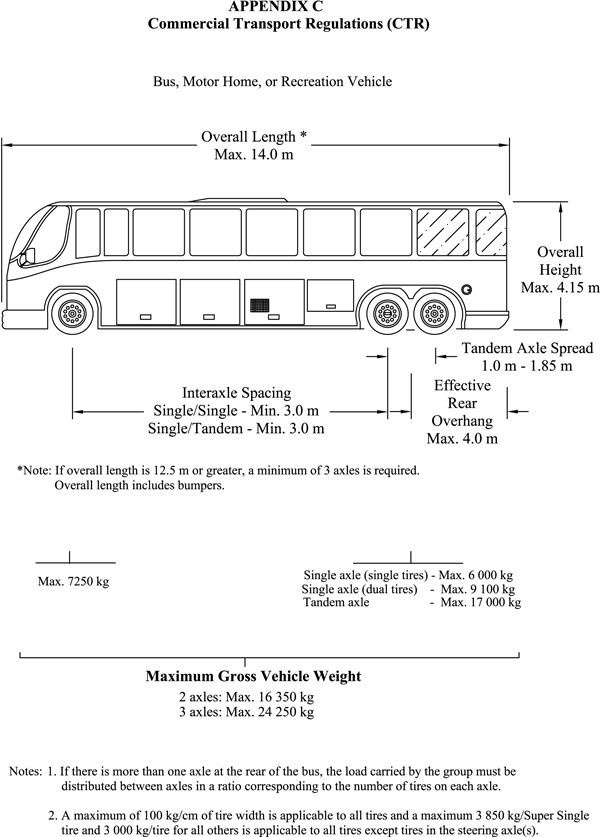 APPENDIX C
Commercial Transport Regulations (CTR)
Bus, Motor Home, or Recreation Vehicle
Overall Length *
Max. 14.0 m
Overall
Height
Max. 4.15 m
Tandem Axle Spread
1.0 m - 1.85 m
Interaxle Spacing
Single/Single - Min. 3.0 m
Single/Tandem - Min. 3.0 m
Effective
Rear
Overhang
Max. 4.0 m
*Note: If overall length is 12.5 m or greater, a minimum of 3 axles is required.
Overall length includes bumpers.
Max. 7250 kg
Single axle (single tires) - Max. 6 000 kg
Single axle (dual tires) - Max. 9 100 kg
Tandem axle - Max. 17 000 kg
Maximum Gross Vehicle Weight
2 axles: Max. 16 350 kg
3 axles: Max. 24 250 kg
Notes: 1. If there is more than one axle at the rear of the bus, the load carried by the group must be
distributed between axles in a ratio corresponding to the number of tires on each axle.
2. A maximum of 100 kg/cm of tire width is applicable to all tires and a maximum 3 850 kg/Super Single
tire and 3 000 kg/tire for all others is applicable to all tires except tires in the steering axle(s).